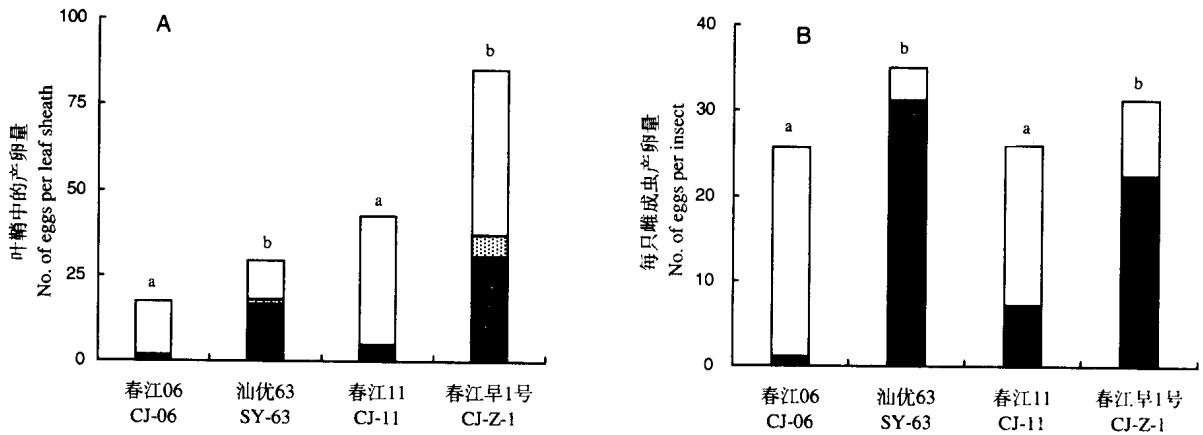 A
100
75
50
25
0
叶鞘中的产卵量
No. of eggs per leaf sheath
a
b
a
b
春江06
CJ-06
汕优63
SY-63
春江11
CJ-11
春江早1号
CJ-Z-1
B
40
30
20
10
0
每只雌成虫产卵量
No. of eggs per insect
a
b
a
b
春江06
CJ-06
汕优63
SY-63
春江11
CJ-11
春江早1号
CJ-Z-1